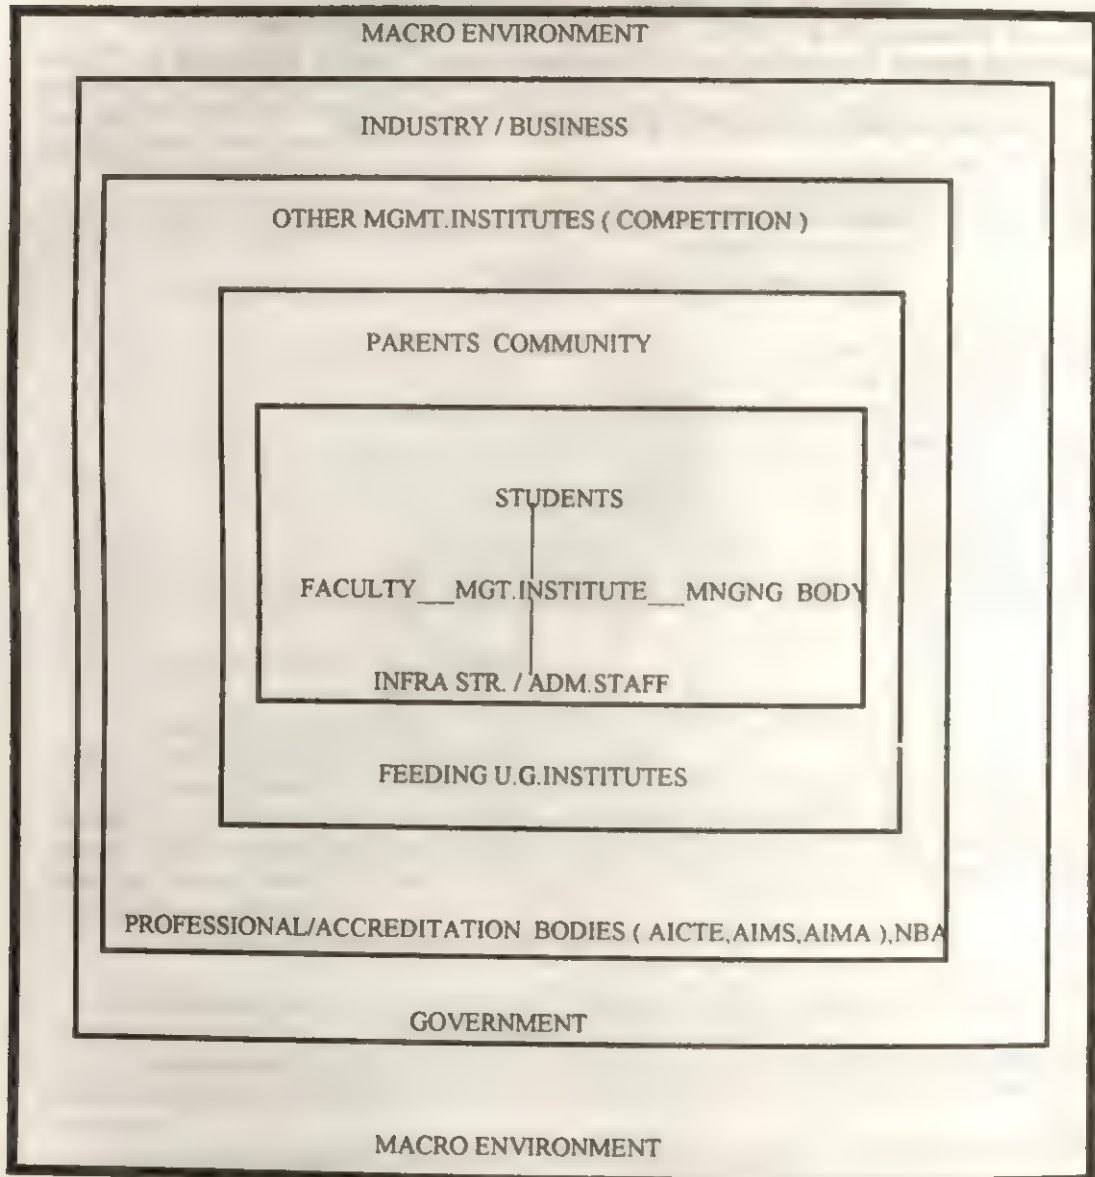 MACRO ENVIRONMENT
INDUSTRY / BUSINESS
OTHER MGMT.INSTITUTES ( COMPETITION )
PARENTS COMMUNITY
STUDENTS
FACULTY__MGT.INSTITUTE__MNGNG BODY
INFRA STR. / ADM.STAFF
FEEDING U.G.INSTITUTES
PROFESSIONAL/ACCREDITATION BODIES ( AICTE,AIMS,AIMA ),NBA
GOVERNMENT
MACRO ENVIRONMENT